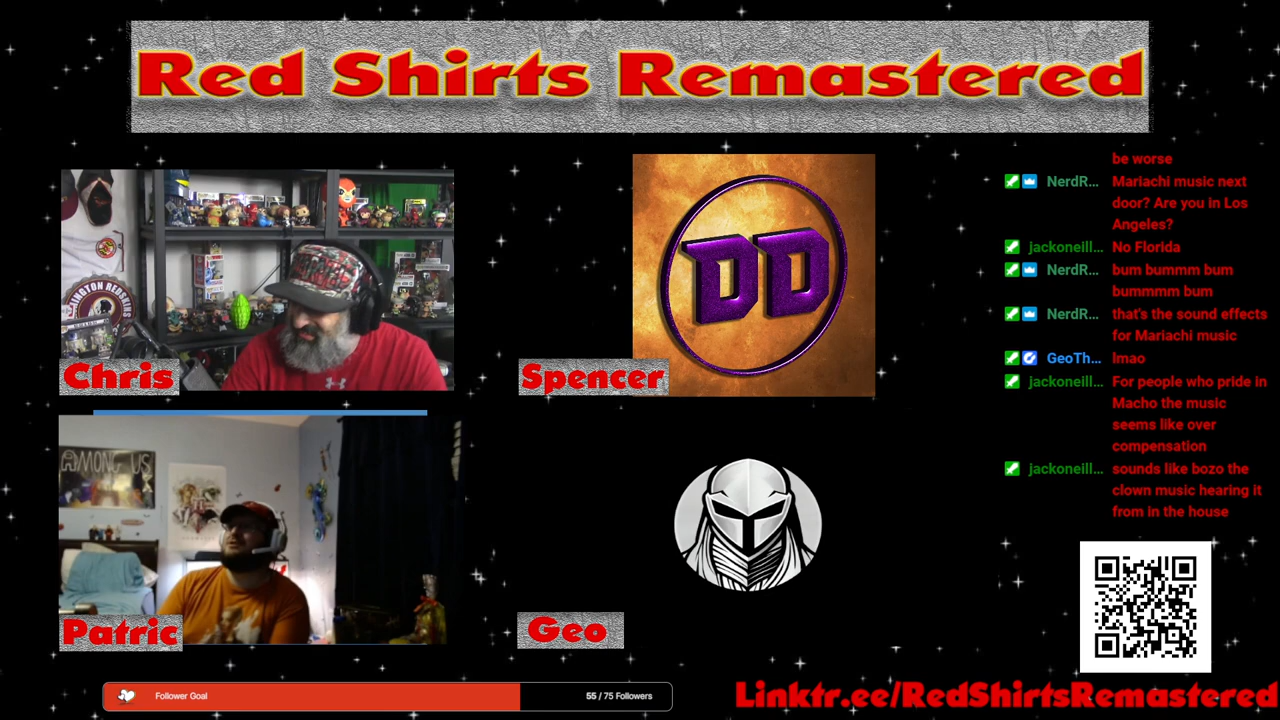 Red Shirts Remastered
be worse
NerdR... Mariachi music next
door? Are you in Los
Angeles?
jackoneill... No Florida
NerdR... bum bummm bum
bummmm bum
NerdR... that's the sound effects
for Mariachi music
GeoTh... lmao
jackoneill... For people who pride in
Macho the music
seems like over
compensation
jackoneill... sounds like bozo the
clown music hearing it
from in the house
Chris
DD
Spencer
AMONG US
Patric
Geo
Follower Goal 55 / 75 Followers
Linktr.ee/RedShirtsRemastered